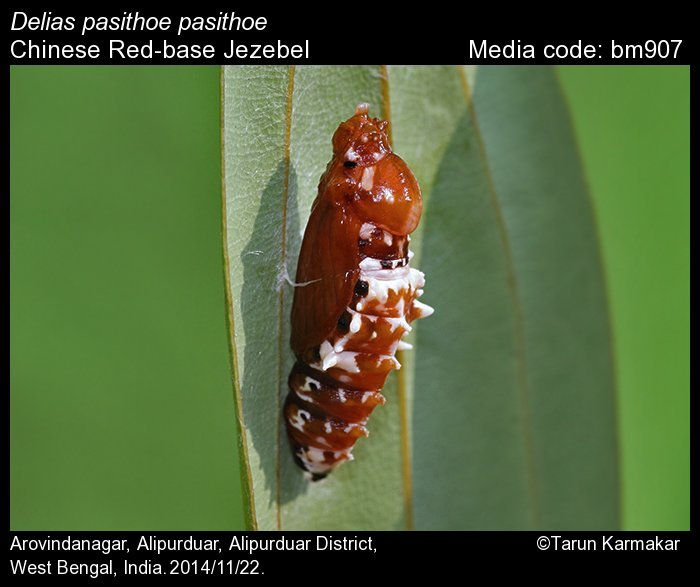 Delias pasithoe pasithoe
Chinese Red-base Jezebel Media code: bm907
Arovindanagar, Alipurduar, Alipurduar District, ©Tarun Karmakar
West Bengal, India. 2014/11/22.